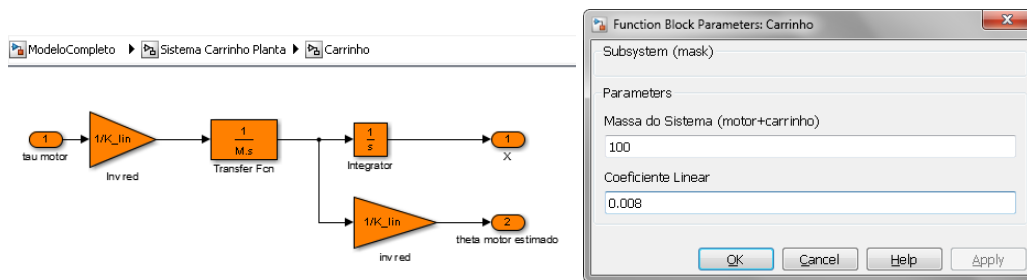 ModeloCompleto Sistema Carrinho Planta Carrinho
1
tau motor
1/K_lin
Inv red
1
M.s
Transfer Fcn
1
s
Integrator
1
X
1/K_lin
inv red
2
theta motor estimado
Function Block Parameters: Carrinho
Subsystem (mask)
Parameters
Massa do Sistema (motor+carrinho)
100
Coeficiente Linear
0.008
OK Cancel Help Apply